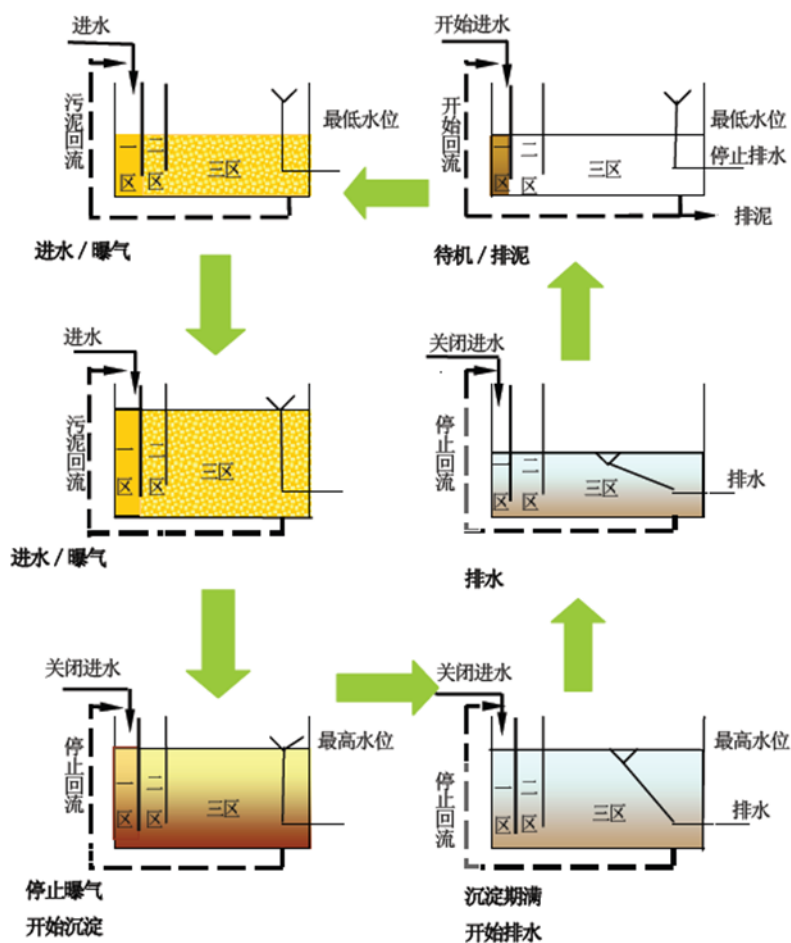 进水
污泥回流
一区
二区
三区
最低水位
进水/曝气
开始进水
开始回流
一区
二区
三区
最低水位
停止排水
排泥
待机/排泥
进水
污泥回流
一区
二区
三区
进水/曝气
关闭进水
停止回流
一区
二区
三区
排水
排水
关闭进水
停止回流
一区
二区
三区
最高水位
停止曝气
开始沉淀
关闭进水
停止回流
一区
二区
三区
最高水位
排水
沉淀期满
开始排水